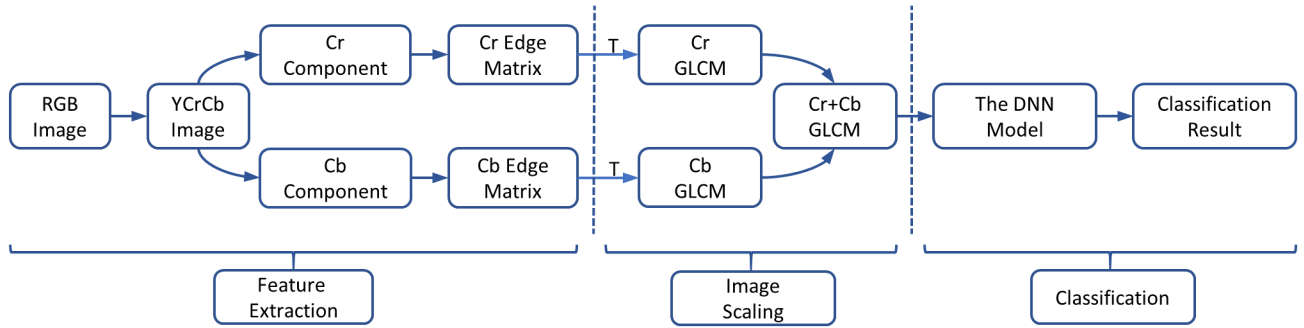 RGB
Image
YCrCb
Image
Cr
Component
Cr Edge
Matrix
T
Cr
GLCM
Cb
Component
Cb Edge
Matrix
T
Cb
GLCM
Cr+Cb
GLCM
The DNN
Model
Classification
Result
Feature
Extraction
Image
Scaling
Classification